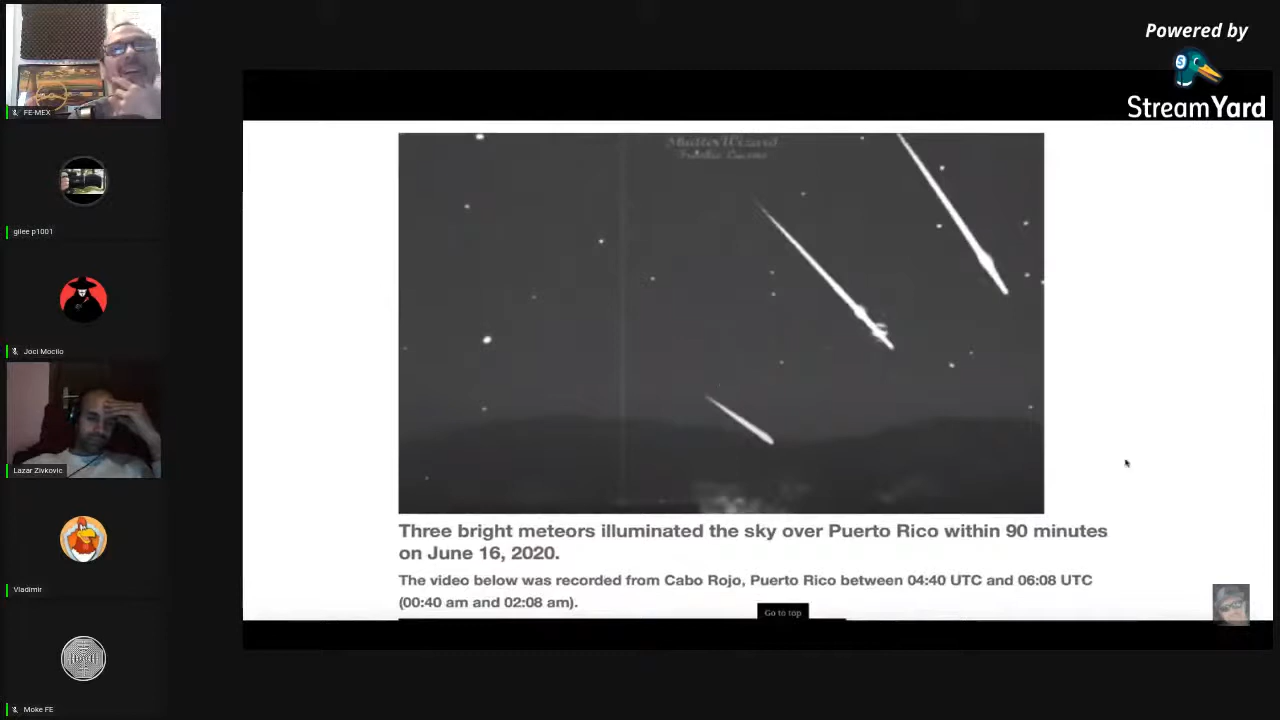 Powered by
StreamYard
FE-MEX
gilee p1001
Joci Mocilo
Lazar Zivkovic
Vladimir
Moke FE
MatterWizard
Three bright meteors illuminated the sky over Puerto Rico within 90 minutes
on June 16, 2020.
The video below was recorded from Cabo Rojo, Puerto Rico between 04:40 UTC and 06:08 UTC
(00:40 am and 02:08 am).
Go to top